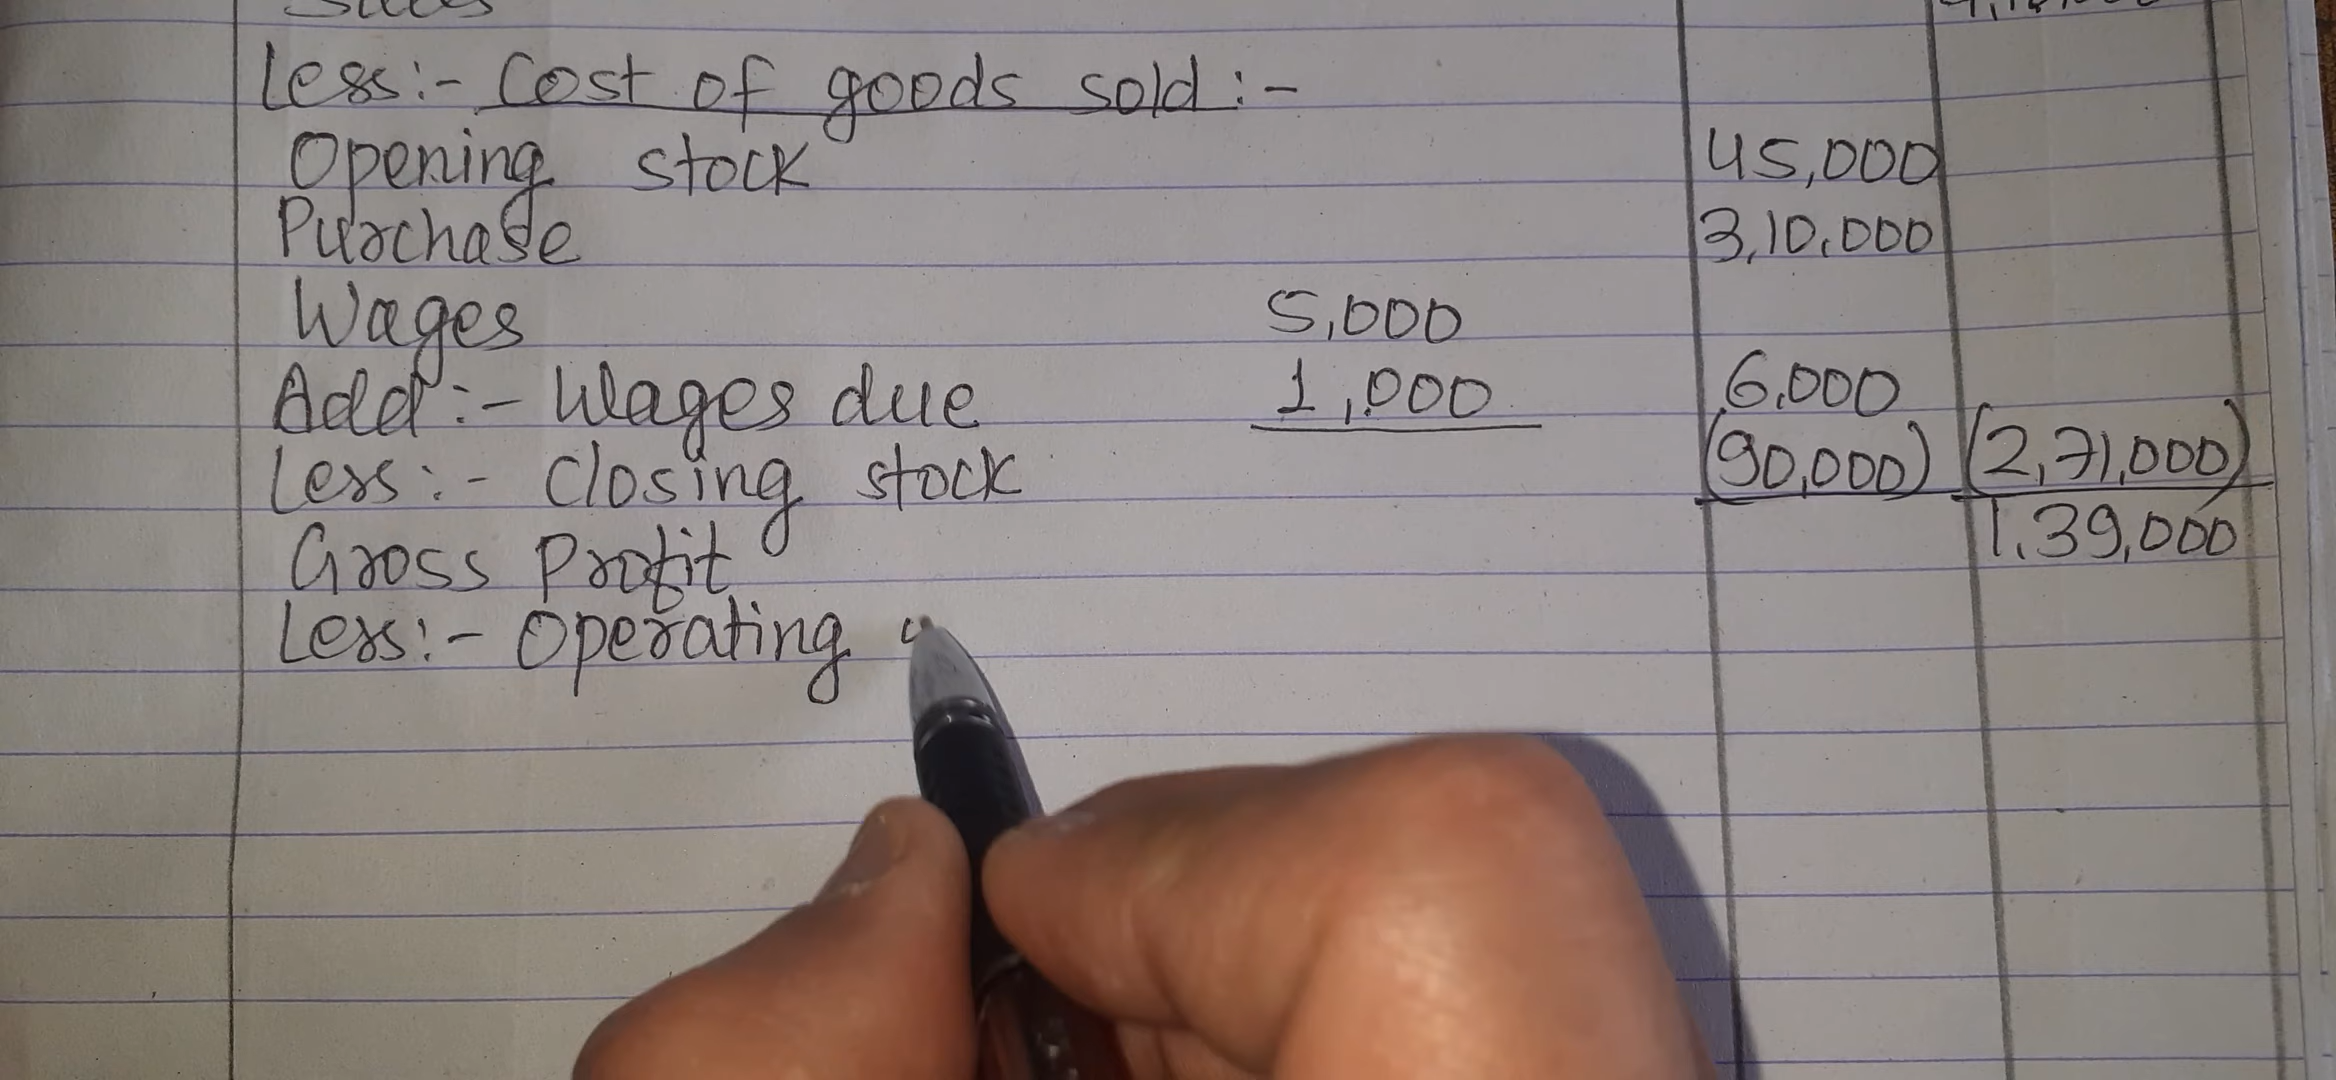 Sales
Less:- Cost of goods sold:-
Opening stock 45,000
Purchase 3,10,000
Wages 5,000
Add:- Wages due 1,000 6,000
Less:- Closing stock (90,000) (2,71,000)
Gross Profit 1,39,000
Less:- Operating